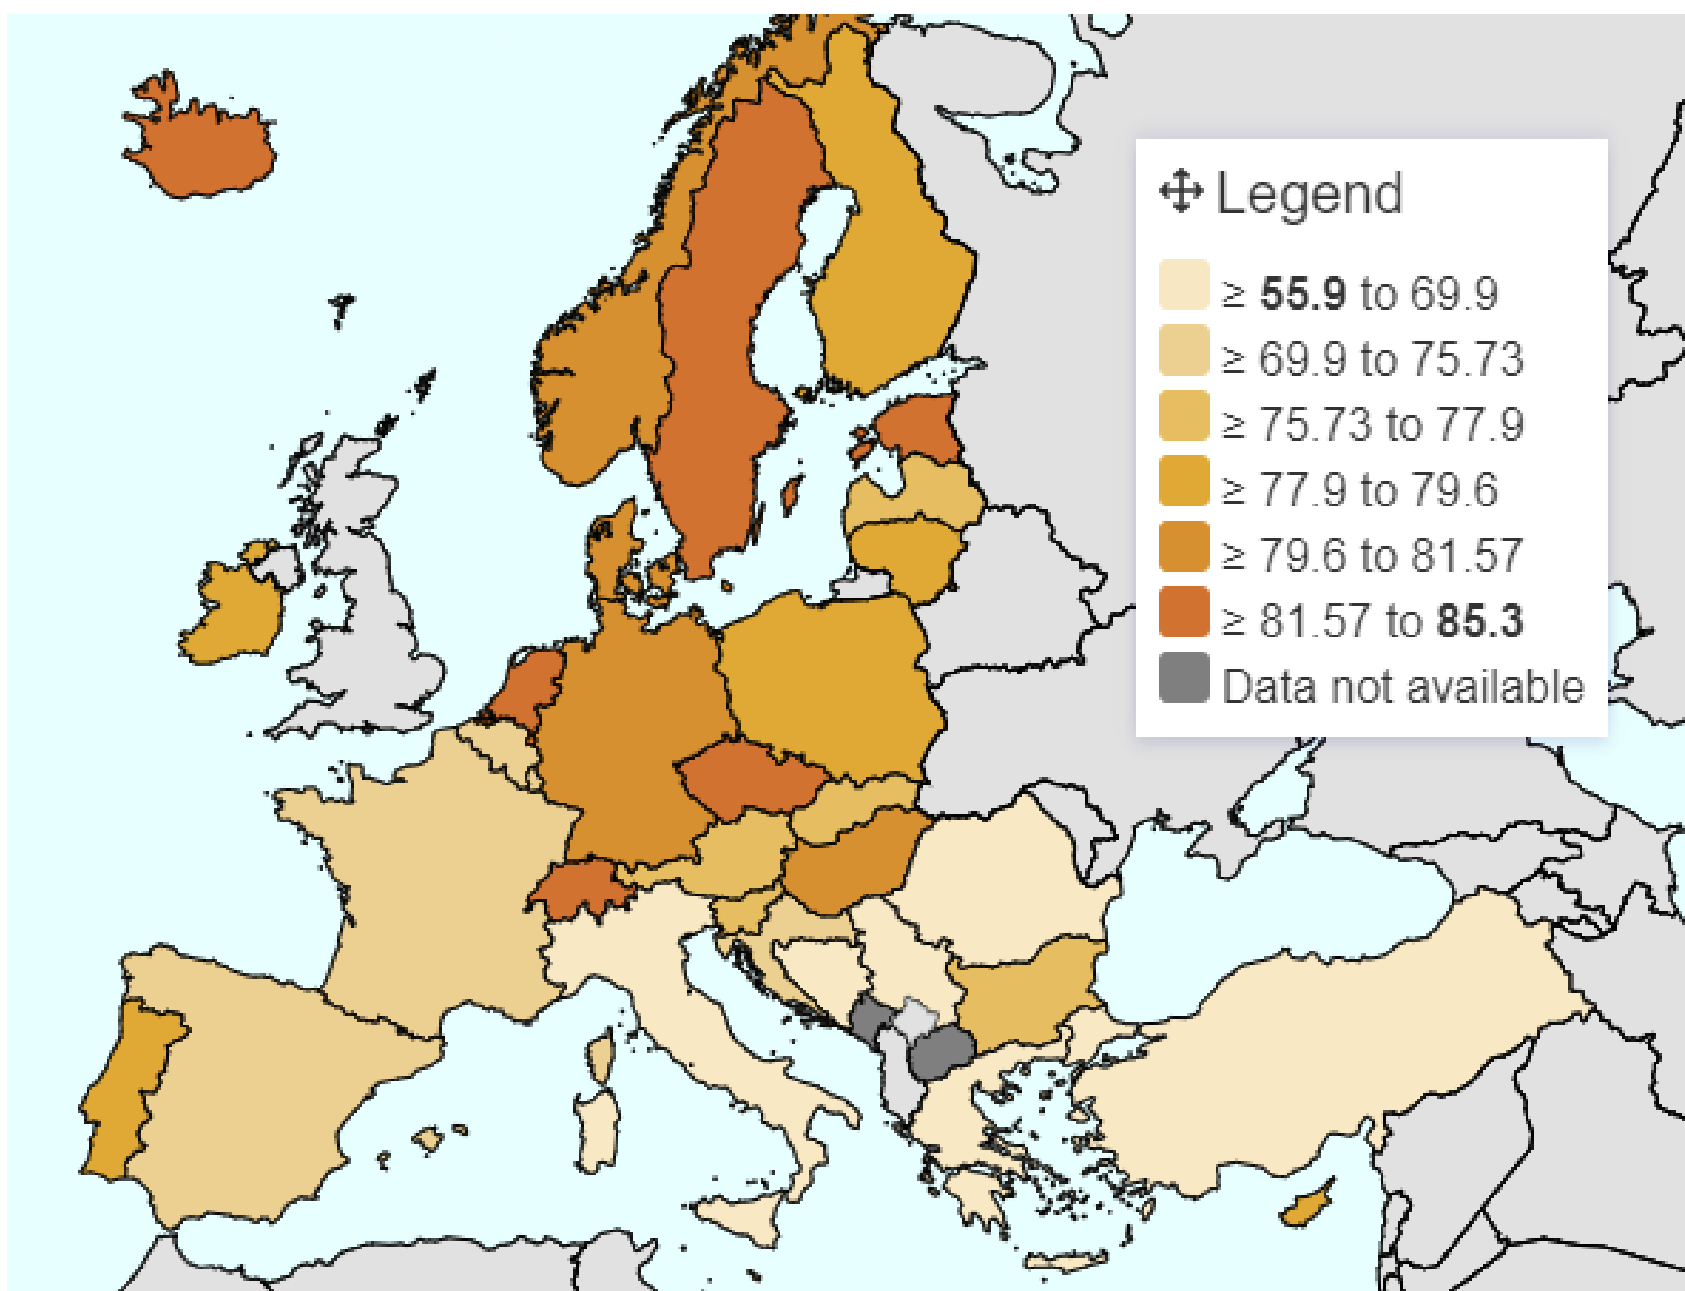 Legend
≥ 55.9 to 69.9
≥ 69.9 to 75.73
≥ 75.73 to 77.9
≥ 77.9 to 79.6
≥ 79.6 to 81.57
≥ 81.57 to 85.3
Data not available